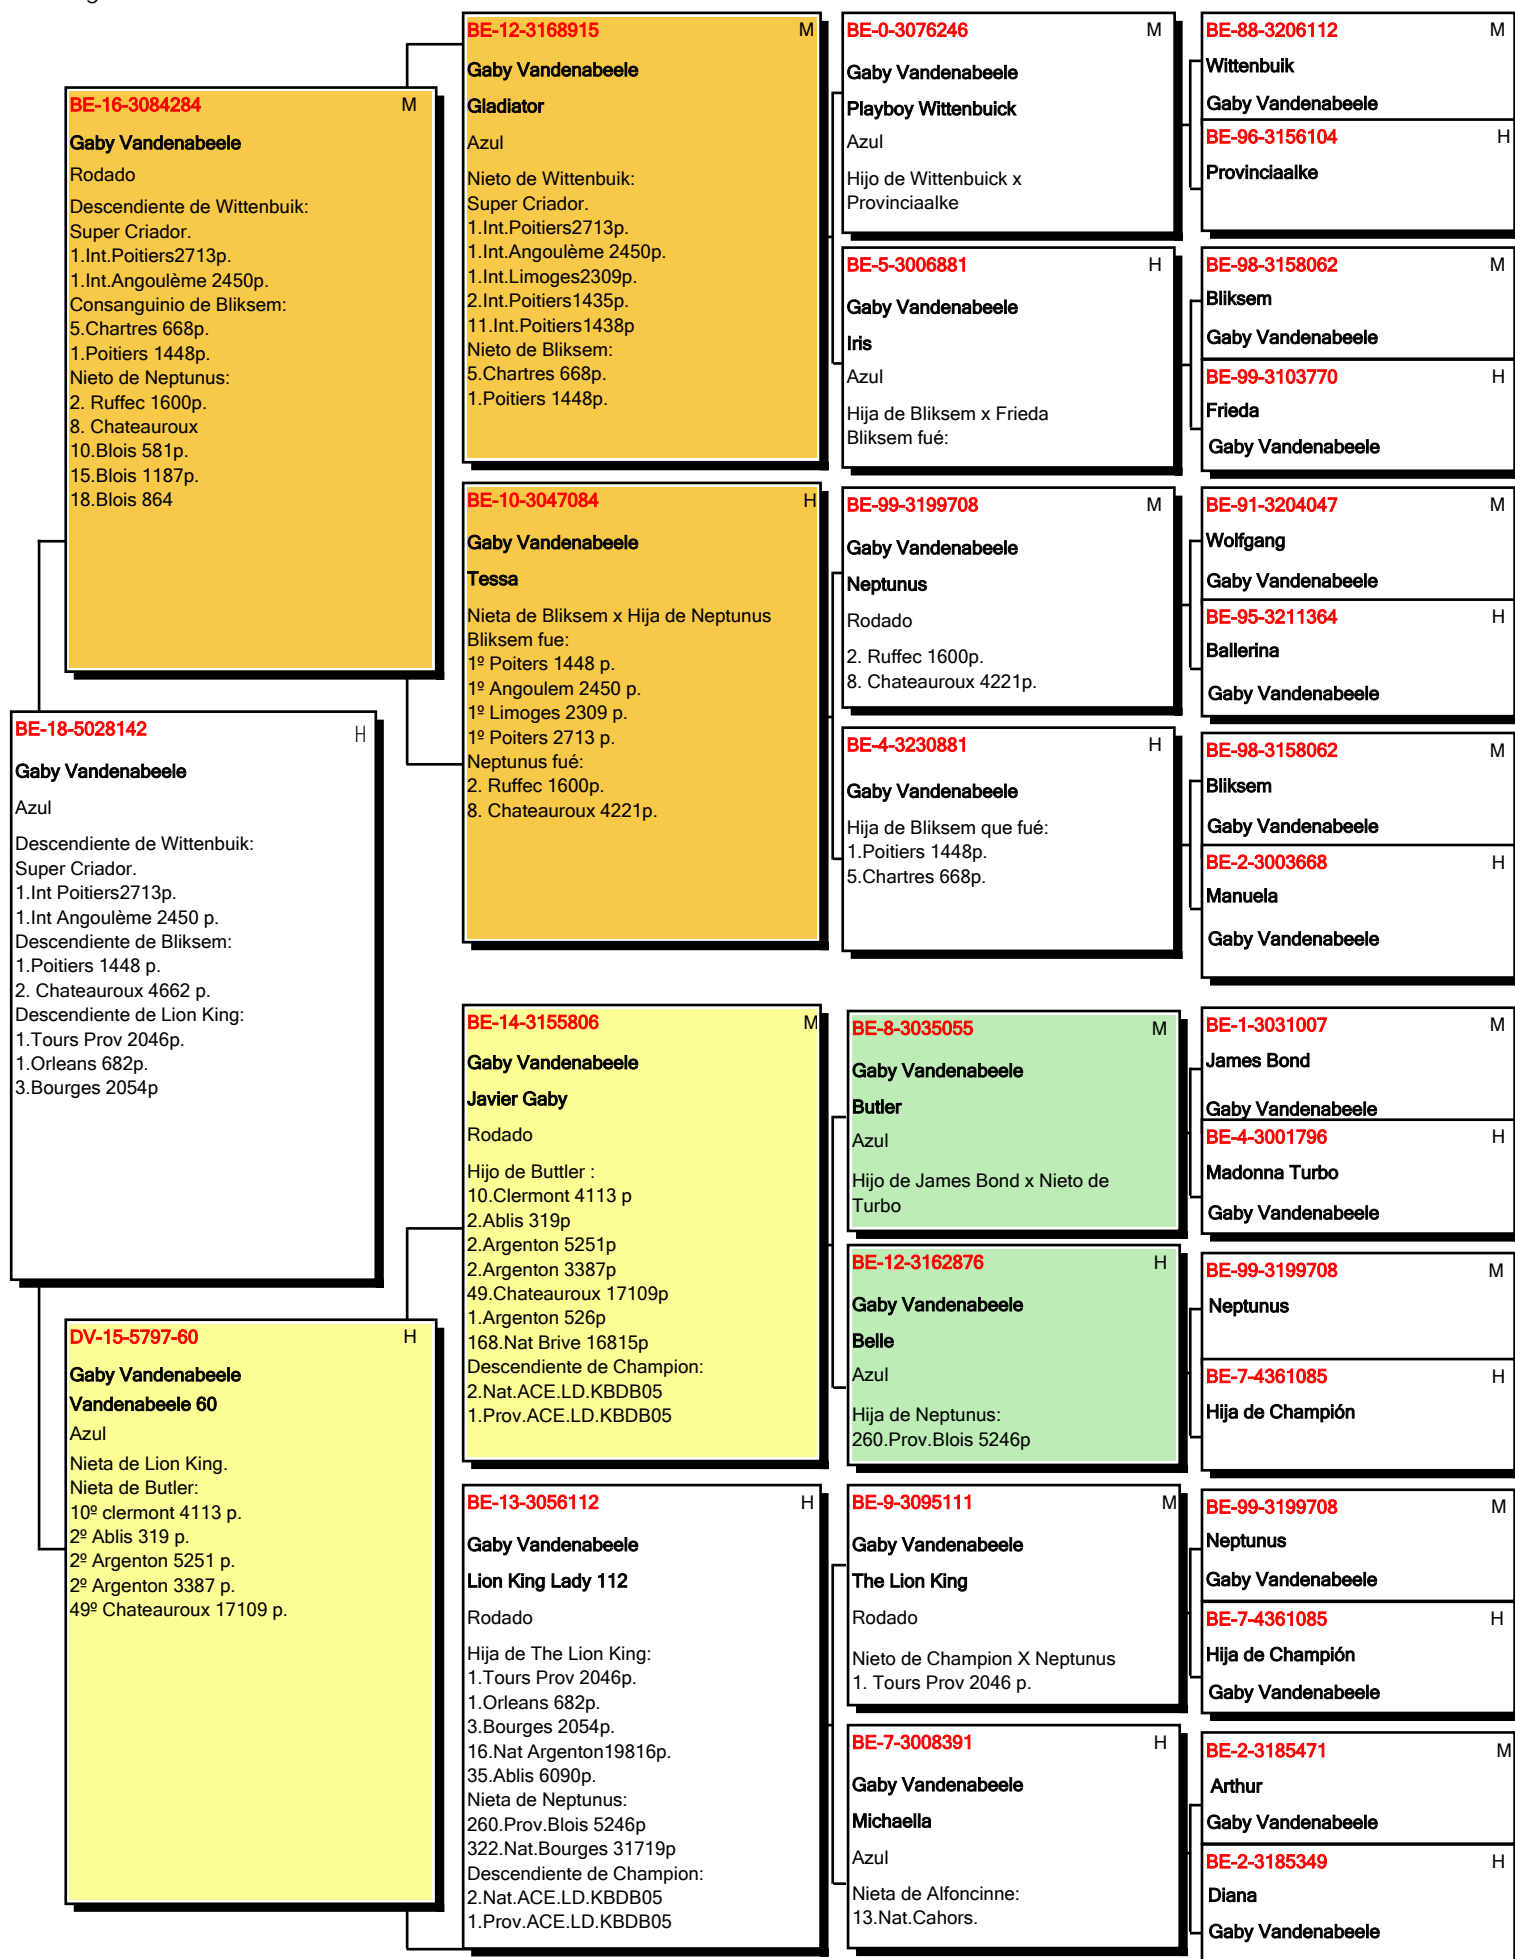 BE-18-5028142 H
Gaby Vandenabeele
Azul
Descendiente de Wittenbuik:
Super Criador.
1.Int Poitiers2713p.
1.Int Angoulème 2450 p.
Descendiente de Bliksem:
1.Poitiers 1448 p.
2. Chateauroux 4662 p.
Descendiente de Lion King:
1.Tours Prov 2046p.
1.Orleans 682p.
3.Bourges 2054p
BE-16-3084284 M
Gaby Vandenabeele
Rodado
Descendiente de Wittenbuik:
Super Criador.
1.Int.Poitiers2713p.
1.Int.Angoulème 2450p.
Consanguinio de Bliksem:
5.Chartres 668p.
1.Poitiers 1448p.
Nieto de Neptunus:
2. Ruffec 1600p.
8. Chateauroux
10.Blois 581p.
15.Blois 1187p.
18.Blois 864
DV-15-5797-60 H
Gaby Vandenabeele
Vandenabeele 60
Azul
Nieta de Lion King.
Nieta de Butler:
10º clermont 4113 p.
2º Ablis 319 p.
2º Argenton 5251 p.
2º Argenton 3387 p.
49º Chateauroux 17109 p.
BE-12-3168915 M
Gaby Vandenabeele
Gladiator
Azul
Nieto de Wittenbuik:
Super Criador.
1.Int.Poitiers2713p.
1.Int.Angoulème 2450p.
1.Int.Limoges2309p.
2.Int.Poitiers1435p.
11.Int.Poitiers1438p
Nieto de Bliksem:
5.Chartres 668p.
1.Poitiers 1448p.
BE-10-3047084 H
Gaby Vandenabeele
Tessa
Nieta de Bliksem x Hija de Neptunus
Bliksem fue:
1º Poiters 1448 p.
1º Angoulem 2450 p.
1º Limoges 2309 p.
1º Poiters 2713 p.
Neptunus fué:
2. Ruffec 1600p.
8. Chateauroux 4221p.
BE-14-3155806 M
Gaby Vandenabeele
Javier Gaby
Rodado
Hijo de Buttler :
10.Clermont 4113 p
2.Ablis 319p
2.Argenton 5251p
2.Argenton 3387p
49.Chateauroux 17109p
1.Argenton 526p
168.Nat Brive 16815p
Descendiente de Champion:
2.Nat.ACE.LD.KBDB05
1.Prov.ACE.LD.KBDB05
BE-13-3056112 H
Gaby Vandenabeele
Lion King Lady 112
Rodado
Hija de The Lion King:
1.Tours Prov 2046p.
1.Orleans 682p.
3.Bourges 2054p.
16.Nat Argenton19816p.
35.Ablis 6090p.
Nieta de Neptunus:
260.Prov.Blois 5246p
322.Nat.Bourges 31719p
Descendiente de Champion:
2.Nat.ACE.LD.KBDB05
1.Prov.ACE.LD.KBDB05
BE-0-3076246 M
Gaby Vandenabeele
Playboy Wittenbuick
Azul
Hijo de Wittenbuick x
Provinciaalke
BE-5-3006881 H
Gaby Vandenabeele
Iris
Azul
Hija de Bliksem x Frieda
Bliksem fué:
BE-99-3199708 M
Gaby Vandenabeele
Neptunus
Rodado
2. Ruffec 1600p.
8. Chateauroux 4221p.
BE-4-3230881 H
Gaby Vandenabeele
Hija de Bliksem que fué:
1.Poitiers 1448p.
5.Chartres 668p.
BE-8-3035055 M
Gaby Vandenabeele
Butler
Azul
Hijo de James Bond x Nieto de
Turbo
BE-12-3162876 H
Gaby Vandenabeele
Belle
Azul
Hija de Neptunus:
260.Prov.Blois 5246p
BE-9-3095111 M
Gaby Vandenabeele
The Lion King
Rodado
Nieto de Champion X Neptunus
1. Tours Prov 2046 p.
BE-7-3008391 H
Gaby Vandenabeele
Michaella
Azul
Nieta de Alfoncinne:
13.Nat.Cahors.
BE-88-3206112 M
Wittenbuik
Gaby Vandenabeele
BE-96-3156104 H
Provinciaalke
BE-98-3158062 M
Bliksem
Gaby Vandenabeele
BE-99-3103770 H
Frieda
Gaby Vandenabeele
BE-91-3204047 M
Wolfgang
Gaby Vandenabeele
BE-95-3211364 H
Ballerina
Gaby Vandenabeele
BE-98-3158062 M
Bliksem
Gaby Vandenabeele
BE-2-3003668 H
Manuela
Gaby Vandenabeele
BE-1-3031007 M
James Bond
Gaby Vandenabeele
BE-4-3001796 H
Madonna Turbo
Gaby Vandenabeele
BE-99-3199708 M
Neptunus
BE-7-4361085 H
Hija de Champión
BE-99-3199708 M
Neptunus
Gaby Vandenabeele
BE-7-4361085 H
Hija de Champión
Gaby Vandenabeele
BE-2-3185471 M
Arthur
Gaby Vandenabeele
BE-2-3185349 H
Diana
Gaby Vandenabeele